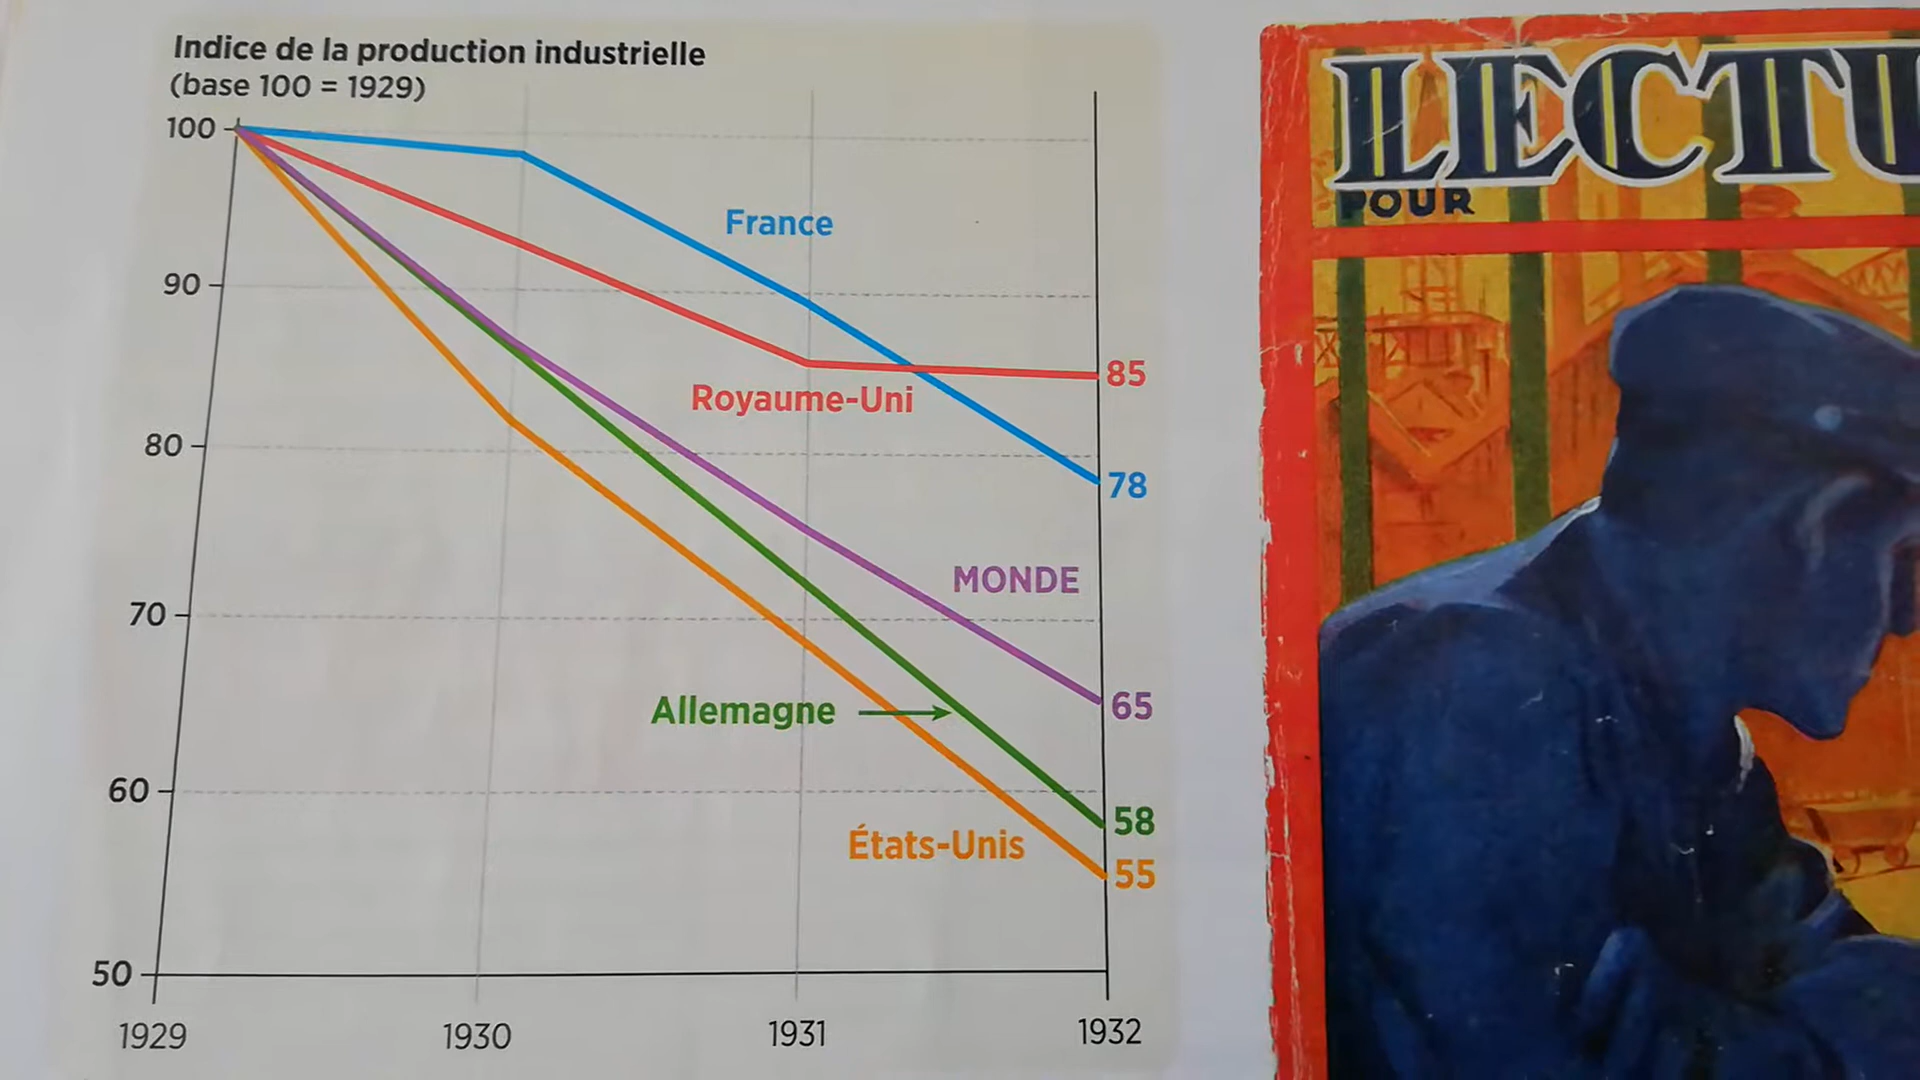 Indice de la production industrielle
(base 100 = 1929)
100
90
80
70
60
50
1929
1930
1931
1932
France
Royaume-Uni
MONDE
Allemagne
États-Unis
85
78
65
58
55
LECTU
POUR